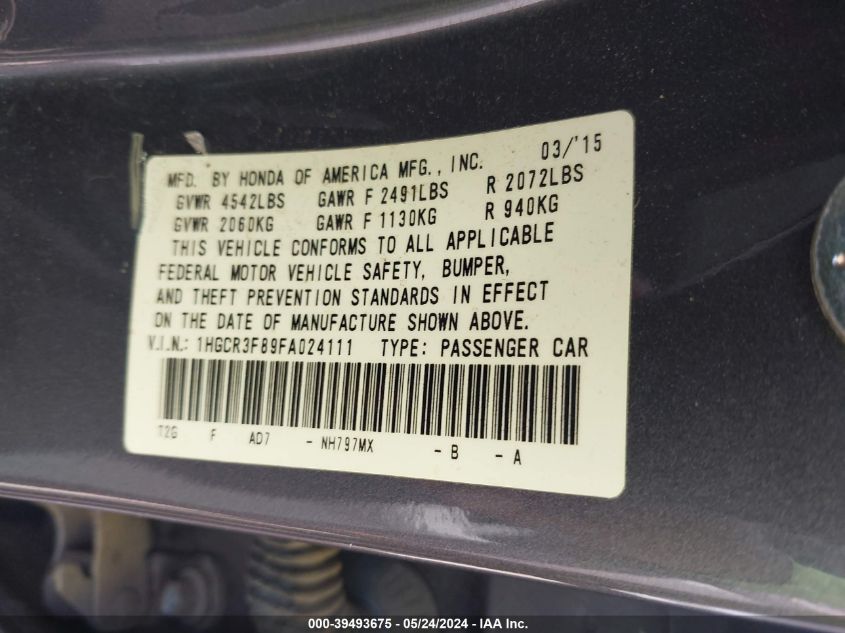 MFD. BY HONDA OF AMERICA MFG., INC. 03/'15
GVWR 4542LBS GAWR F 2491LBS R 2072LBS
GVWR 2060KG GAWR F 1130KG R 940KG
THIS VEHICLE CONFORMS TO ALL APPLICABLE
FEDERAL MOTOR VEHICLE SAFETY, BUMPER,
AND THEFT PREVENTION STANDARDS IN EFFECT
ON THE DATE OF MANUFACTURE SHOWN ABOVE.
V.I.N.: 1HGCR3F89FA024111 TYPE: PASSENGER CAR
T2G F AD7 - NH797MX - B - A
000-39493675 - 05/24/2024 - IAA Inc.